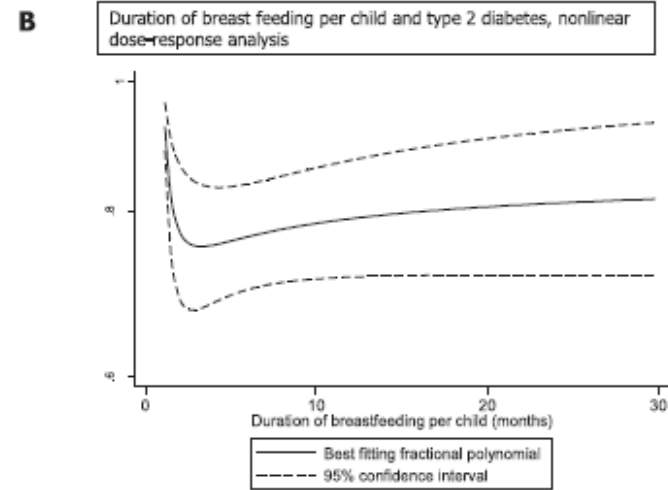 B
Duration of breast feeding per child and type 2 diabetes, nonlinear
dose-response analysis
1
.8
.6
0 10 20 30
Duration of breastfeeding per child (months)
Best fitting fractional polynomial
95% confidence interval